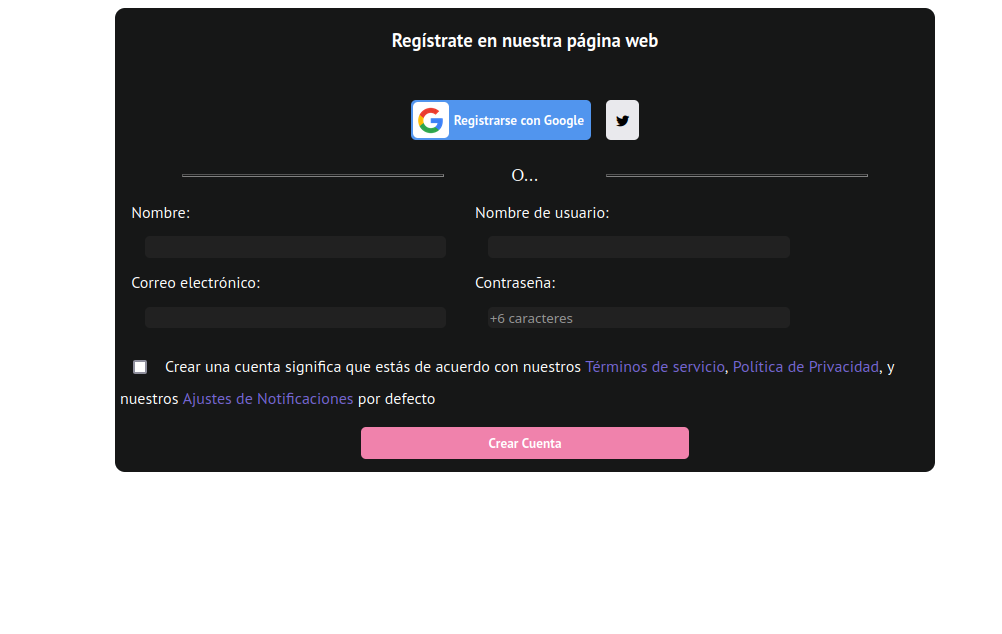 Regístrate en nuestra página web
Registrarse con Google
O...
Nombre:
Nombre de usuario:
Correo electrónico:
Contraseña:
+6 caracteres
Crear una cuenta significa que estás de acuerdo con nuestros Términos de servicio, Política de Privacidad, y
nuestros Ajustes de Notificaciones por defecto
Crear Cuenta